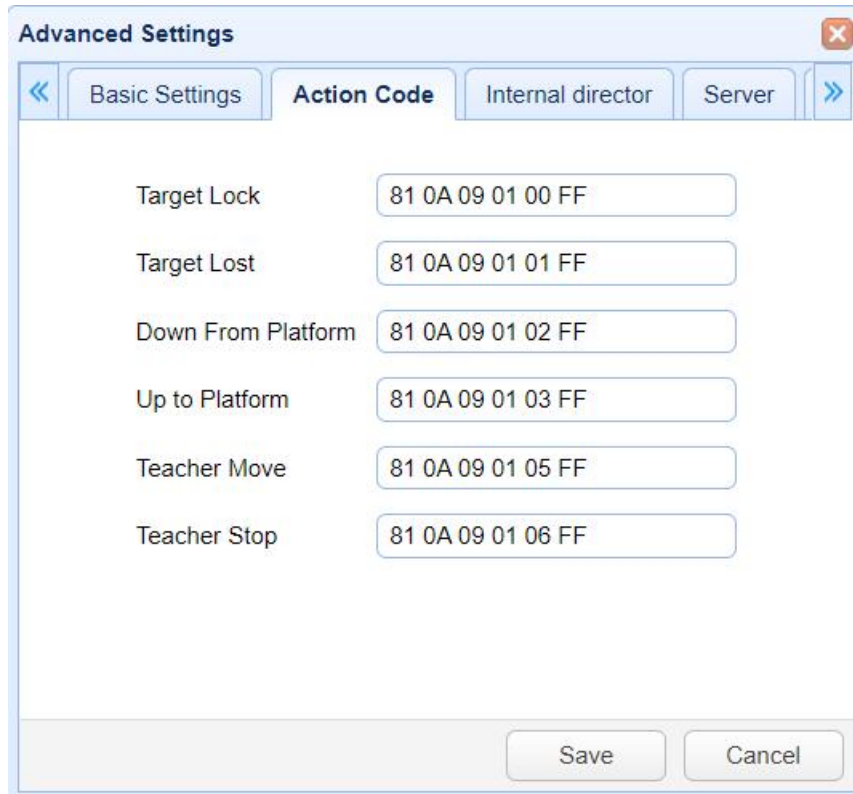 Advanced Settings
Basic Settings Action Code Internal director Server
Target Lock 81 0A 09 01 00 FF
Target Lost 81 0A 09 01 01 FF
Down From Platform 81 0A 09 01 02 FF
Up to Platform 81 0A 09 01 03 FF
Teacher Move 81 0A 09 01 05 FF
Teacher Stop 81 0A 09 01 06 FF
Save Cancel